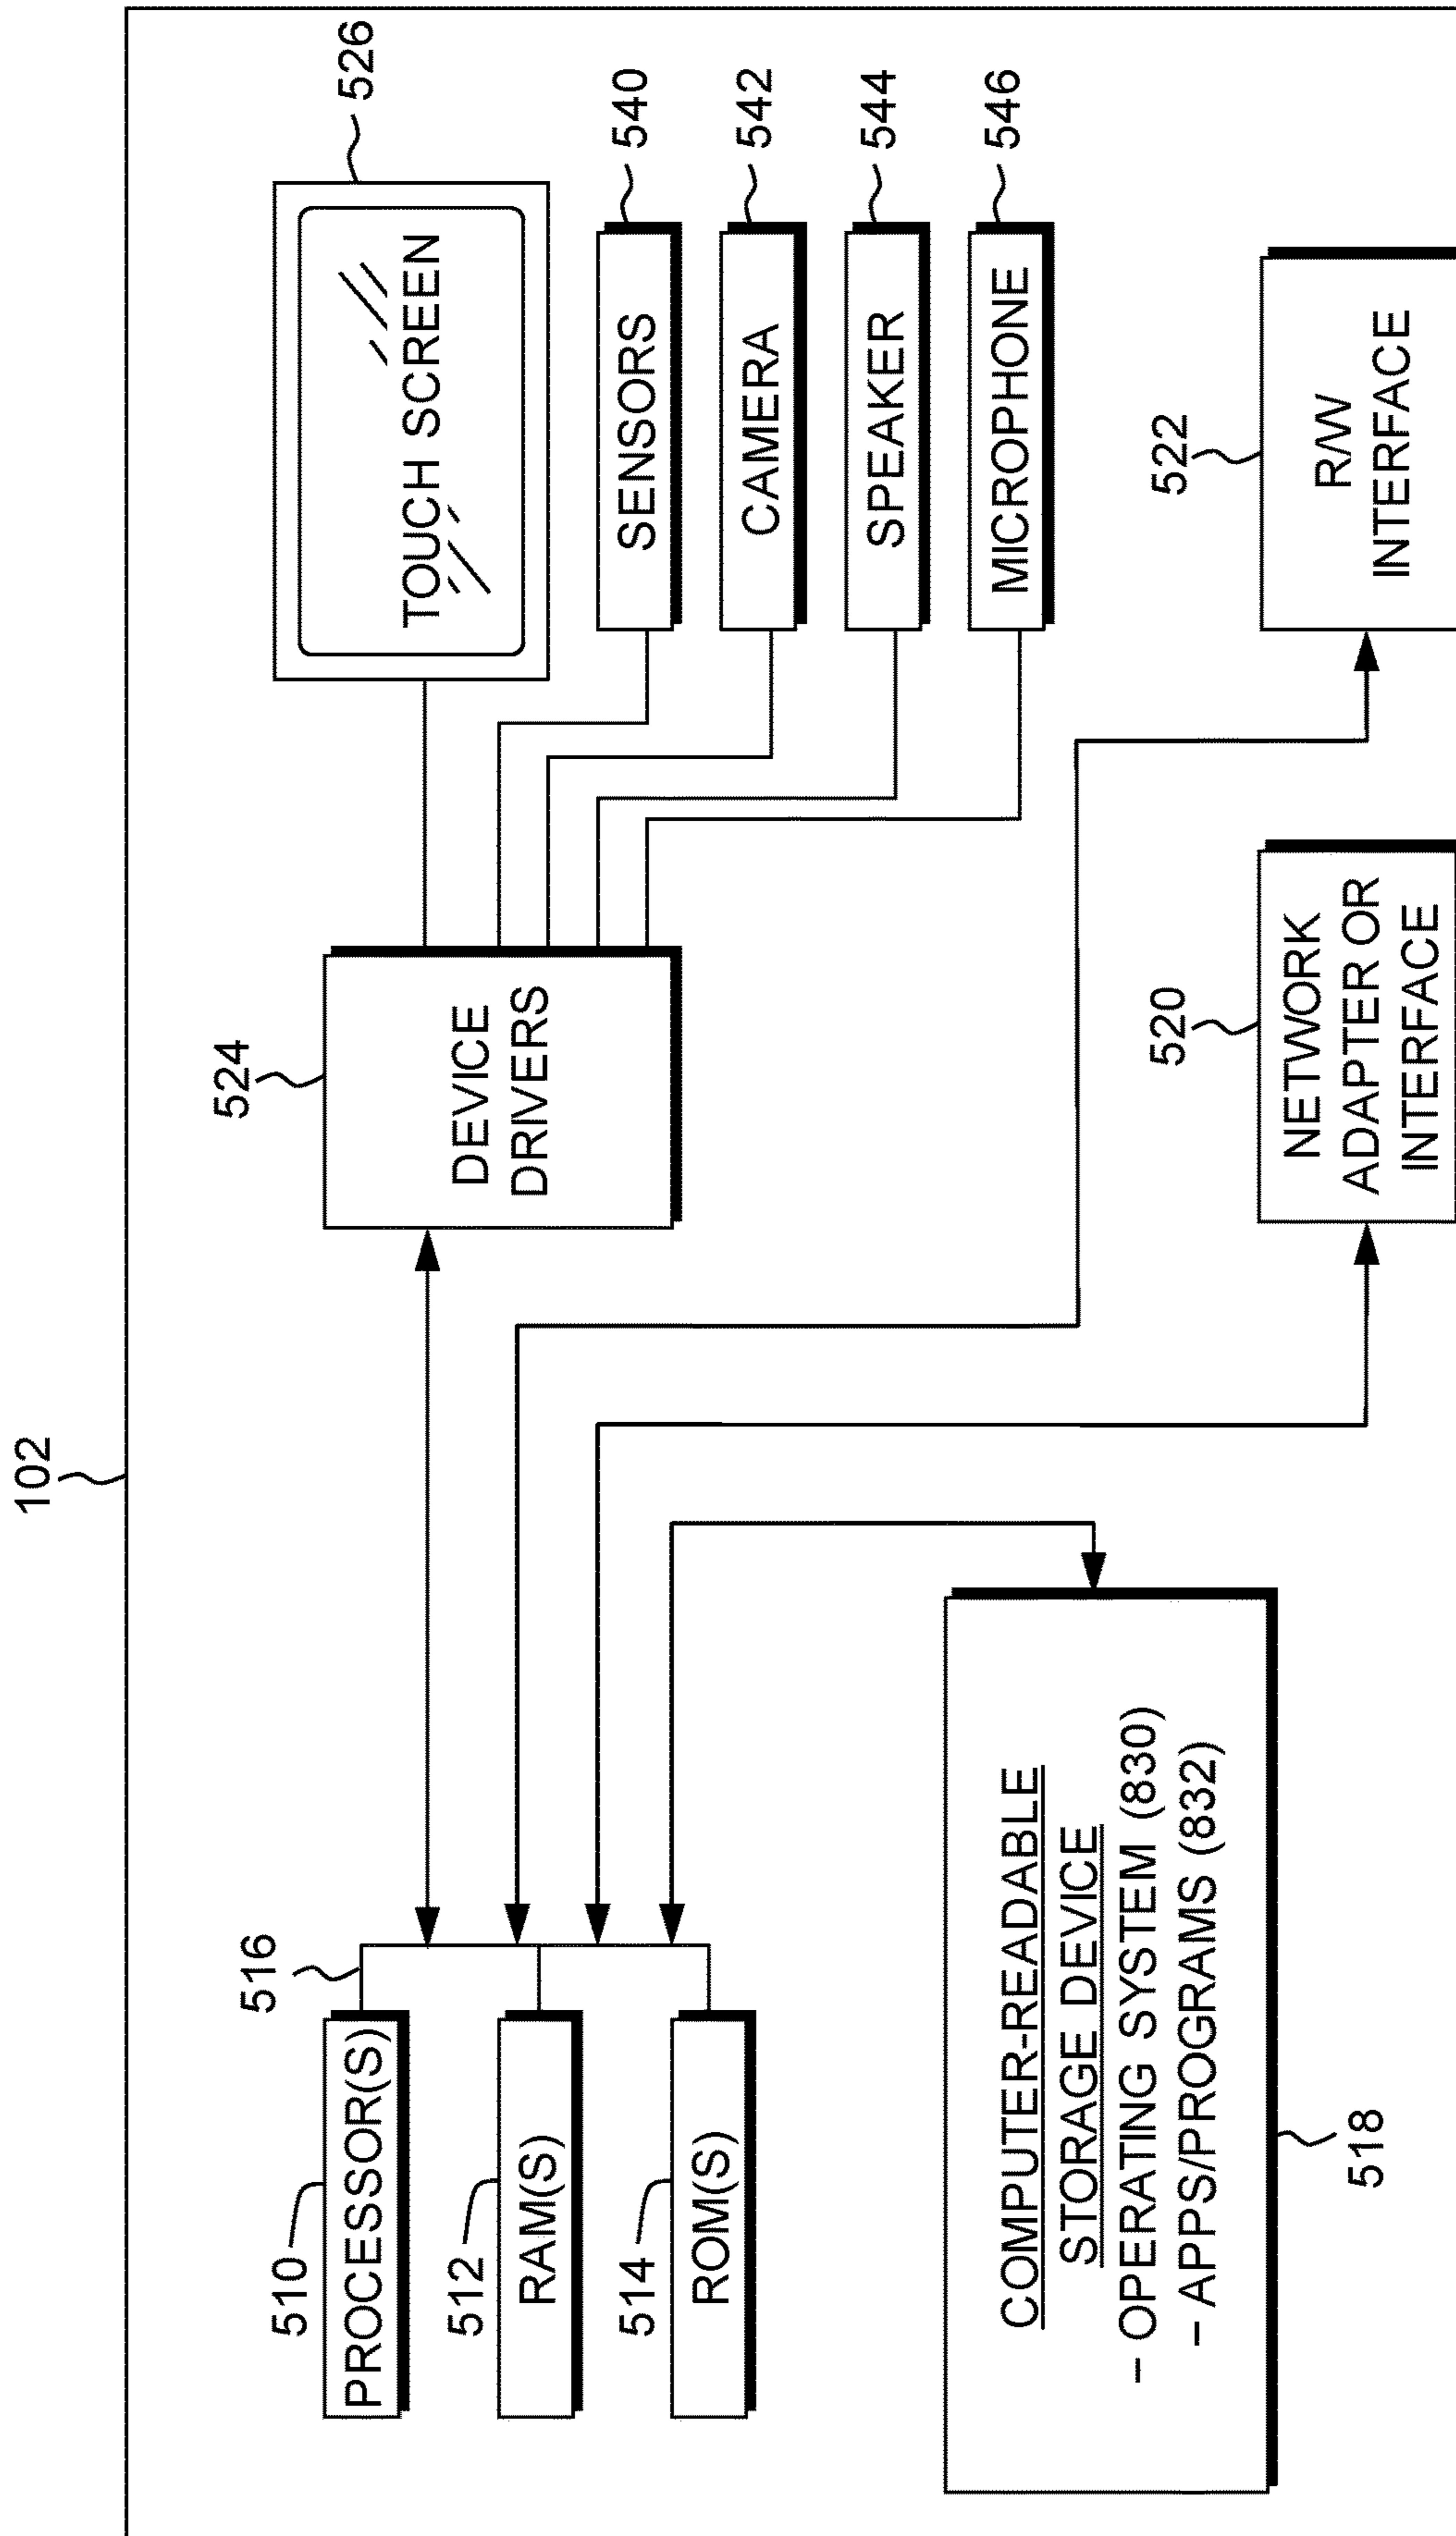 102
510
PROCESSOR(S)
516
512
RAM(S)
514
ROM(S)
524
DEVICE
DRIVERS
526
TOUCH SCREEN
SENSORS
540
CAMERA
542
SPEAKER
544
MICROPHONE
546
COMPUTER-READABLE
STORAGE DEVICE
– OPERATING SYSTEM (830)
– APPS/PROGRAMS (832)
518
520
NETWORK
ADAPTER OR
INTERFACE
522
R/W
INTERFACE